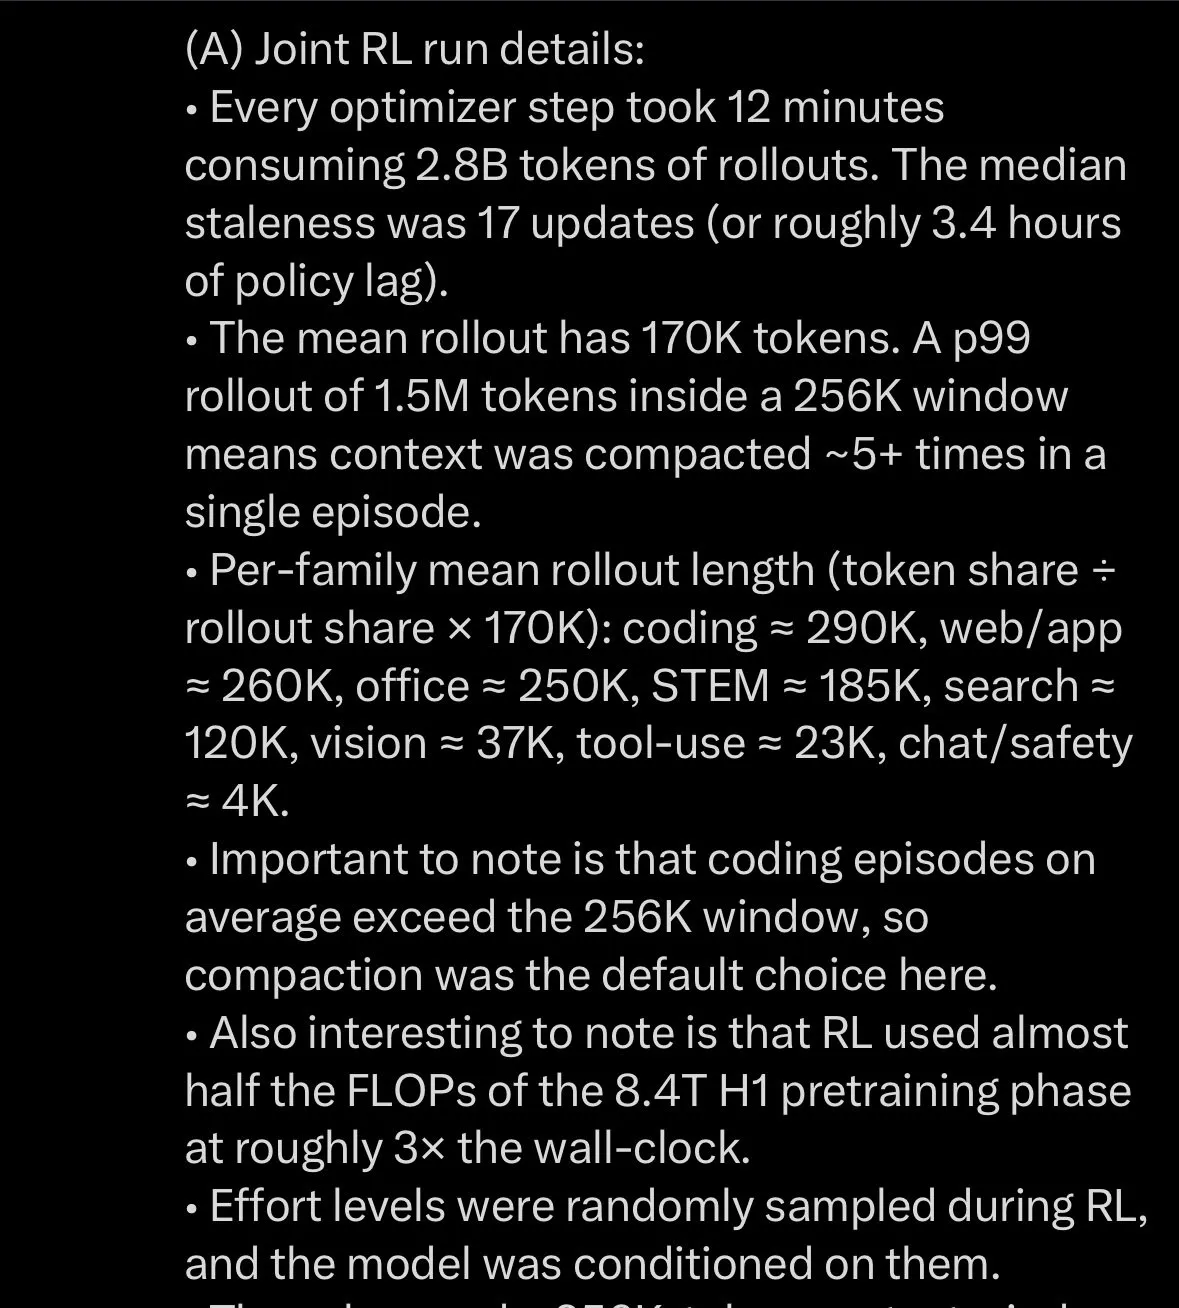 (A) Joint RL run details:
• Every optimizer step took 12 minutes
consuming 2.8B tokens of rollouts. The median
staleness was 17 updates (or roughly 3.4 hours
of policy lag).
• The mean rollout has 170K tokens. A p99
rollout of 1.5M tokens inside a 256K window
means context was compacted ~5+ times in a
single episode.
• Per-family mean rollout length (token share ÷
rollout share × 170K): coding ≈ 290K, web/app
≈ 260K, office ≈ 250K, STEM ≈ 185K, search ≈
120K, vision ≈ 37K, tool-use ≈ 23K, chat/safety
≈ 4K.
• Important to note is that coding episodes on
average exceed the 256K window, so
compaction was the default choice here.
• Also interesting to note is that RL used almost
half the FLOPs of the 8.4T H1 pretraining phase
at roughly 3× the wall-clock.
• Effort levels were randomly sampled during RL,
and the model was conditioned on them.